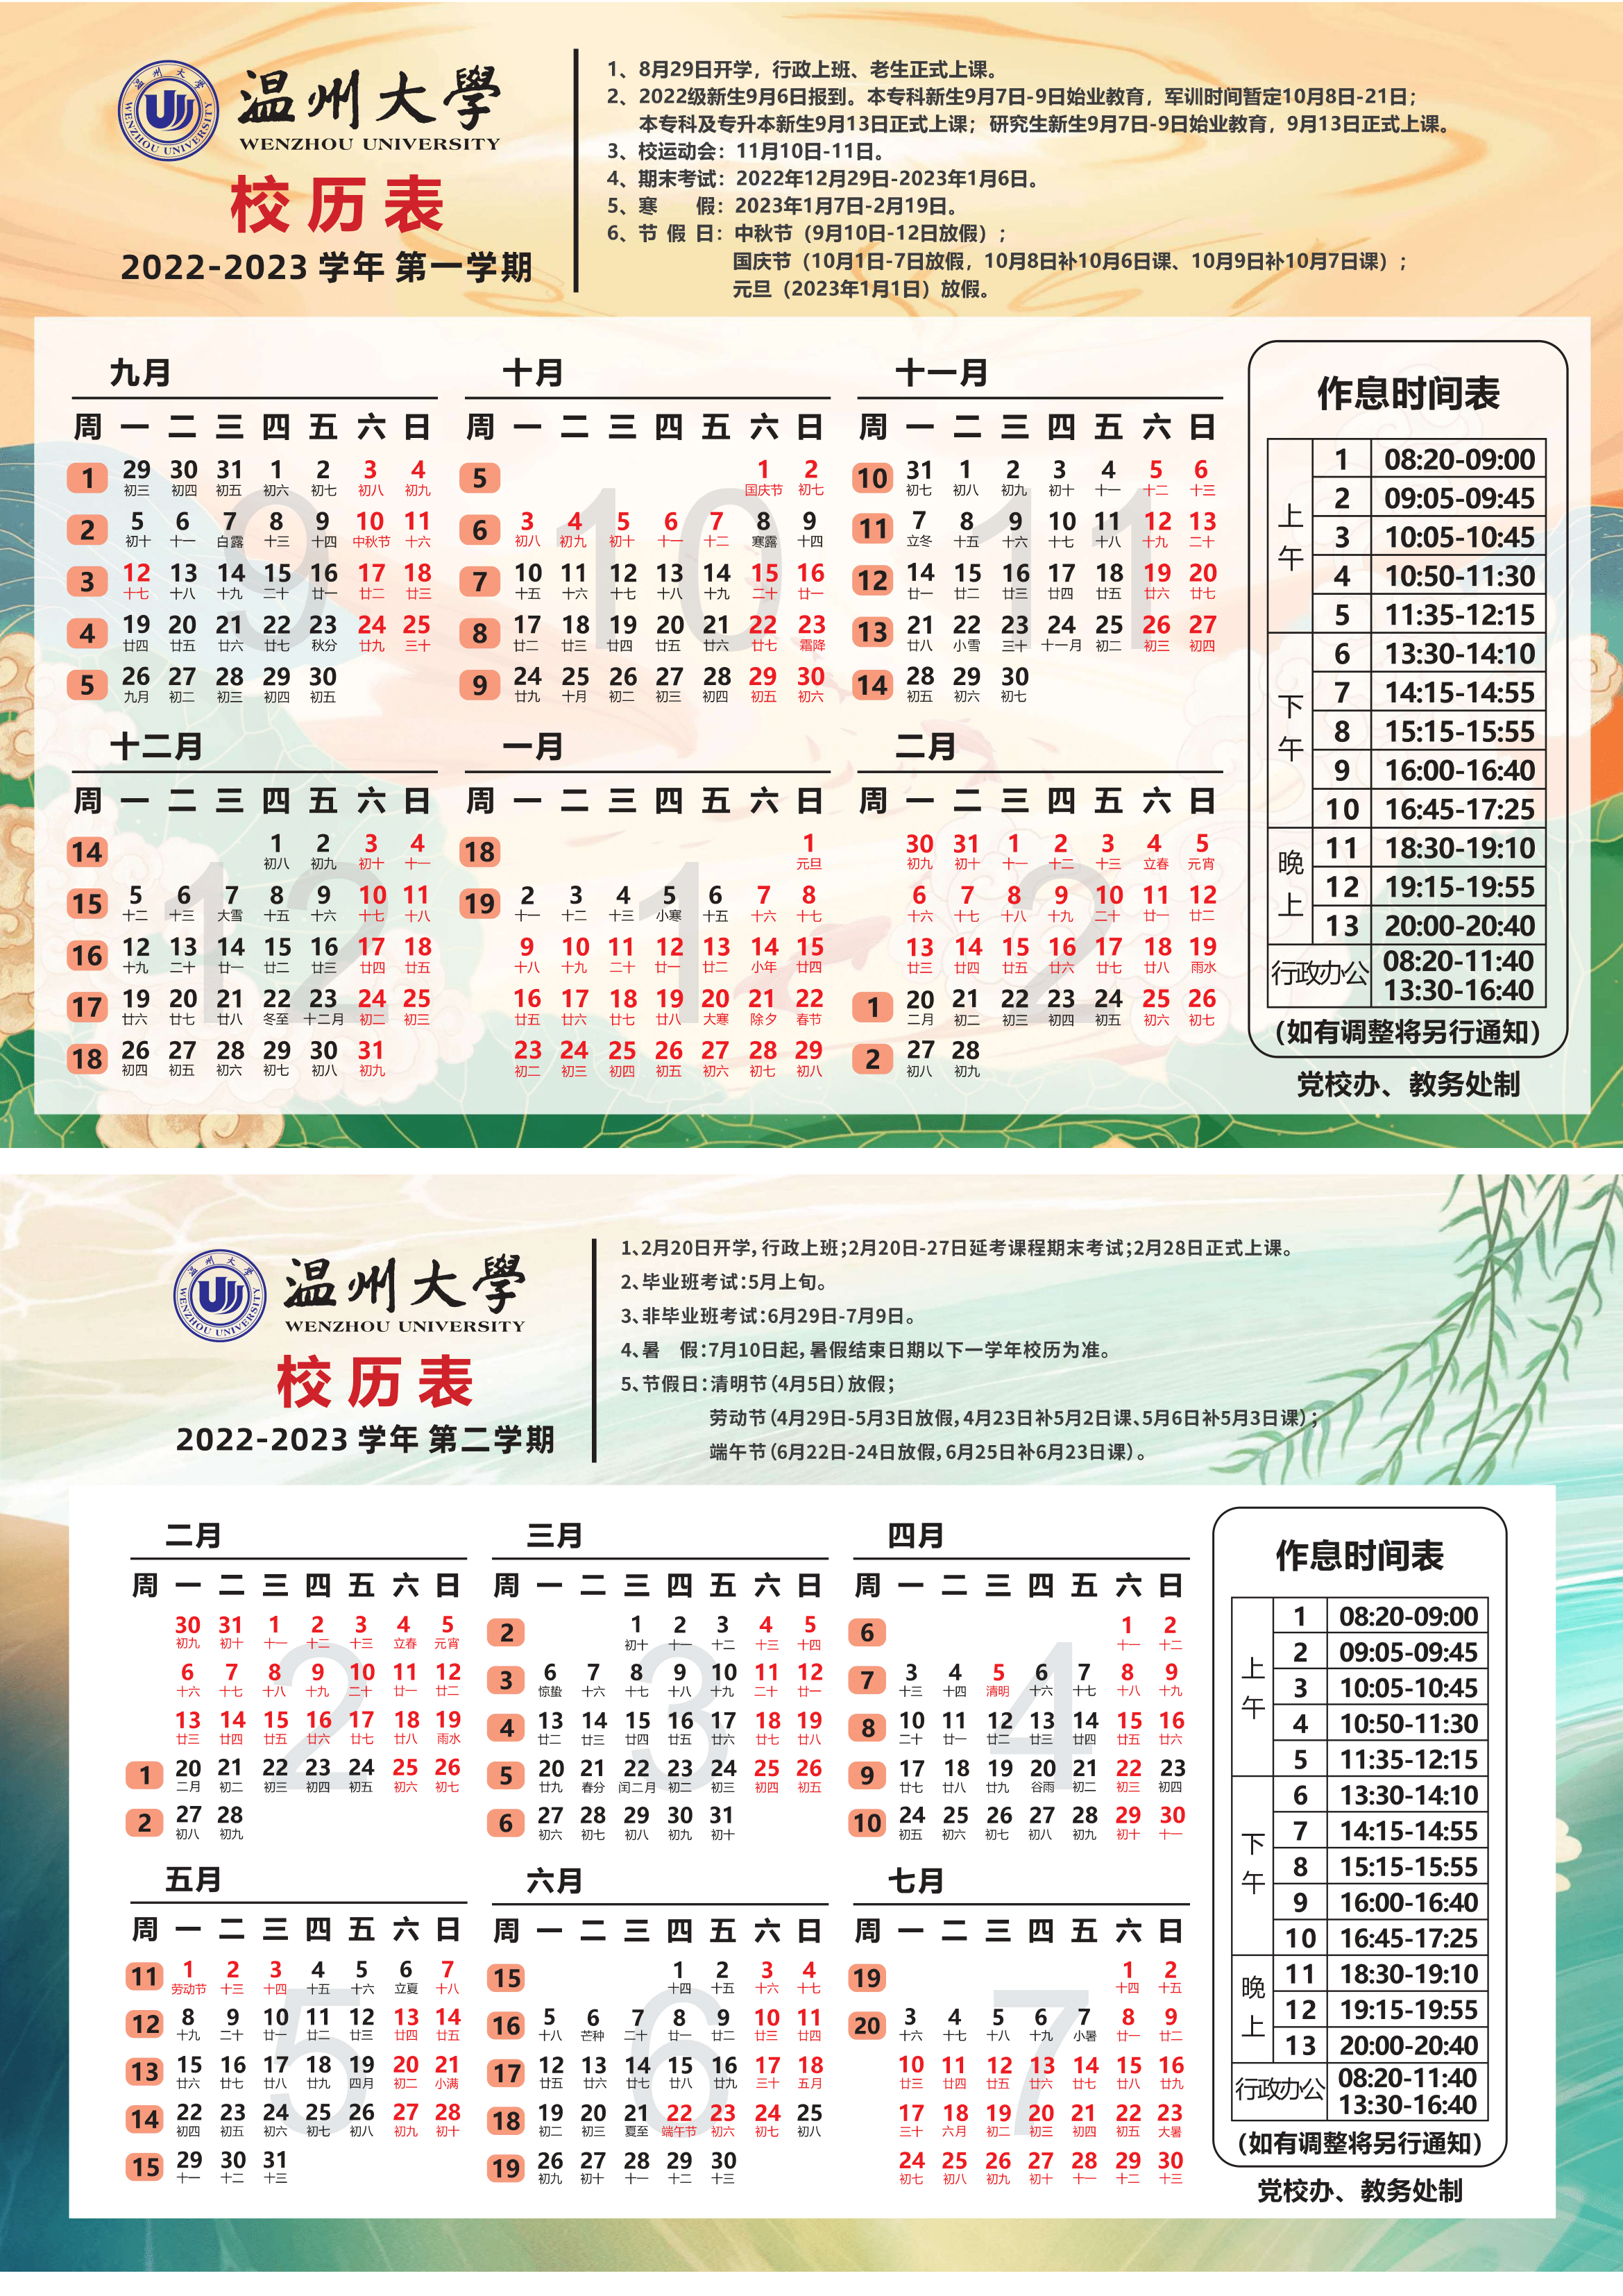 温州大學
WENZHOU UNIVERSITY
校历表
2022-2023 学年 第一学期
1、8月29日开学，行政上班、老生正式上课。
2、2022级新生9月6日报到。本专科新生9月7日-9日始业教育，军训时间暂定10月8日-21日；
本专科及专升本新生9月13日正式上课；研究生新生9月7日-9日始业教育，9月13日正式上课。
3、校运动会：11月10日-11日。
4、期末考试：2022年12月29日-2023年1月6日。
5、寒 假：2023年1月7日-2月19日。
6、节 假 日：中秋节（9月10日-12日放假）；
国庆节（10月1日-7日放假，10月8日补10月6日课、10月9日补10月7日课）；
元旦（2023年1月1日）放假。
九月
周 一 二 三 四 五 六 日
1 29 30 31 1 2 3 4
初三 初四 初五 初六 初七 初八 初九
2 5 6 7 8 9 10 11
初十 十一 白露 十三 十四 中秋节 十六
3 12 13 14 15 16 17 18
十七 十八 十九 二十 廿一 廿二 廿三
4 19 20 21 22 23 24 25
廿四 廿五 廿六 廿七 秋分 廿九 三十
5 26 27 28 29 30
九月 初二 初三 初四 初五
9
十月
周 一 二 三 四 五 六 日
5 1 2
国庆节 初七
6 3 4 5 6 7 8 9
初八 初九 初十 十一 十二 寒露 十四
7 10 11 12 13 14 15 16
十五 十六 十七 十八 十九 二十 廿一
8 17 18 19 20 21 22 23
廿二 廿三 廿四 廿五 廿六 廿七 霜降
9 24 25 26 27 28 29 30
廿九 十月 初二 初三 初四 初五 初六
10
十一月
周 一 二 三 四 五 六 日
10 31 1 2 3 4 5 6
初七 初八 初九 初十 十一 十二 十三
11 7 8 9 10 11 12 13
立冬 十五 十六 十七 十八 十九 二十
12 14 15 16 17 18 19 20
廿一 廿二 廿三 廿四 廿五 廿六 廿七
13 21 22 23 24 25 26 27
廿八 小雪 三十 十一月 初二 初三 初四
14 28 29 30
初五 初六 初七
11
十二月
周 一 二 三 四 五 六 日
14 1 2 3 4
初八 初九 初十 十一
15 5 6 7 8 9 10 11
十二 十三 大雪 十五 十六 十七 十八
16 12 13 14 15 16 17 18
十九 二十 廿一 廿二 廿三 廿四 廿五
17 19 20 21 22 23 24 25
廿六 廿七 廿八 冬至 十二月 初二 初三
18 26 27 28 29 30 31
初四 初五 初六 初七 初八 初九
12
一月
周 一 二 三 四 五 六 日
18 1
元旦
19 2 3 4 5 6 7 8
十一 十二 十三 小寒 十五 十六 十七
9 10 11 12 13 14 15
十八 十九 二十 廿一 廿二 小年 廿四
16 17 18 19 20 21 22
廿五 廿六 廿七 廿八 大寒 除夕 春节
23 24 25 26 27 28 29
初二 初三 初四 初五 初六 初七 初八
1
二月
周 一 二 三 四 五 六 日
30 31 1 2 3 4 5
初九 初十 十一 十二 十三 立春 元宵
6 7 8 9 10 11 12
十六 十七 十八 十九 二十 廿一 廿二
13 14 15 16 17 18 19
廿三 廿四 廿五 廿六 廿七 廿八 雨水
1 20 21 22 23 24 25 26
二月 初二 初三 初四 初五 初六 初七
2 27 28
初八 初九
2
作息时间表
上午
1 08:20-09:00
2 09:05-09:45
3 10:05-10:45
4 10:50-11:30
5 11:35-12:15
下午
6 13:30-14:10
7 14:15-14:55
8 15:15-15:55
9 16:00-16:40
10 16:45-17:25
晚上
11 18:30-19:10
12 19:15-19:55
13 20:00-20:40
行政办公 08:20-11:40
13:30-16:40
（如有调整将另行通知）
党校办、教务处制
温州大學
WENZHOU UNIVERSITY
校历表
2022-2023 学年 第二学期
1、2月20日开学，行政上班；2月20日-27日延考课程期末考试；2月28日正式上课。
2、毕业班考试：5月上旬。
3、非毕业班考试：6月29日-7月9日。
4、暑 假：7月10日起，暑假结束日期以下一学年校历为准。
5、节假日：清明节（4月5日）放假；
劳动节（4月29日-5月3日放假，4月23日补5月2日课、5月6日补5月3日课）；
端午节（6月22日-24日放假，6月25日补6月23日课）。
二月
周 一 二 三 四 五 六 日
30 31 1 2 3 4 5
初九 初十 十一 十二 十三 立春 元宵
6 7 8 9 10 11 12
十六 十七 十八 十九 二十 廿一 廿二
13 14 15 16 17 18 19
廿三 廿四 廿五 廿六 廿七 廿八 雨水
1 20 21 22 23 24 25 26
二月 初二 初三 初四 初五 初六 初七
2 27 28
初八 初九
2
三月
周 一 二 三 四 五 六 日
2 1 2 3 4 5
初十 十一 十二 十三 十四
3 6 7 8 9 10 11 12
惊蛰 十六 十七 十八 十九 二十 廿一
4 13 14 15 16 17 18 19
廿二 廿三 廿四 廿五 廿六 廿七 廿八
5 20 21 22 23 24 25 26
廿九 春分 闰二月 初二 初三 初四 初五
6 27 28 29 30 31
初六 初七 初八 初九 初十
3
四月
周 一 二 三 四 五 六 日
6 1 2
十一 十二
7 3 4 5 6 7 8 9
十三 十四 清明 十六 十七 十八 十九
8 10 11 12 13 14 15 16
二十 廿一 廿二 廿三 廿四 廿五 廿六
9 17 18 19 20 21 22 23
廿七 廿八 廿九 谷雨 初二 初三 初四
10 24 25 26 27 28 29 30
初五 初六 初七 初八 初九 初十 十一
4
五月
周 一 二 三 四 五 六 日
11 1 2 3 4 5 6 7
劳动节 十三 十四 十五 十六 立夏 十八
12 8 9 10 11 12 13 14
十九 二十 廿一 廿二 廿三 廿四 廿五
13 15 16 17 18 19 20 21
廿六 廿七 廿八 廿九 四月 初二 小满
14 22 23 24 25 26 27 28
初四 初五 初六 初七 初八 初九 初十
15 29 30 31
十一 十二 十三
5
六月
周 一 二 三 四 五 六 日
15 1 2 3 4
十四 十五 十六 十七
16 5 6 7 8 9 10 11
十八 芒种 二十 廿一 廿二 廿三 廿四
17 12 13 14 15 16 17 18
廿五 廿六 廿七 廿八 廿九 三十 五月
18 19 20 21 22 23 24 25
初二 初三 夏至 端午节 初六 初七 初八
19 26 27 28 29 30
初九 初十 十一 十二 十三
6
七月
周 一 二 三 四 五 六 日
19 1 2
十四 十五
20 3 4 5 6 7 8 9
十六 十七 十八 十九 小暑 廿一 廿二
10 11 12 13 14 15 16
廿三 廿四 廿五 廿六 廿七 廿八 廿九
17 18 19 20 21 22 23
三十 六月 初二 初三 初四 初五 大暑
24 25 26 27 28 29 30
初七 初八 初九 初十 十一 十二 十三
7
作息时间表
上午
1 08:20-09:00
2 09:05-09:45
3 10:05-10:45
4 10:50-11:30
5 11:35-12:15
下午
6 13:30-14:10
7 14:15-14:55
8 15:15-15:55
9 16:00-16:40
10 16:45-17:25
晚上
11 18:30-19:10
12 19:15-19:55
13 20:00-20:40
行政办公 08:20-11:40
13:30-16:40
（如有调整将另行通知）
党校办、教务处制